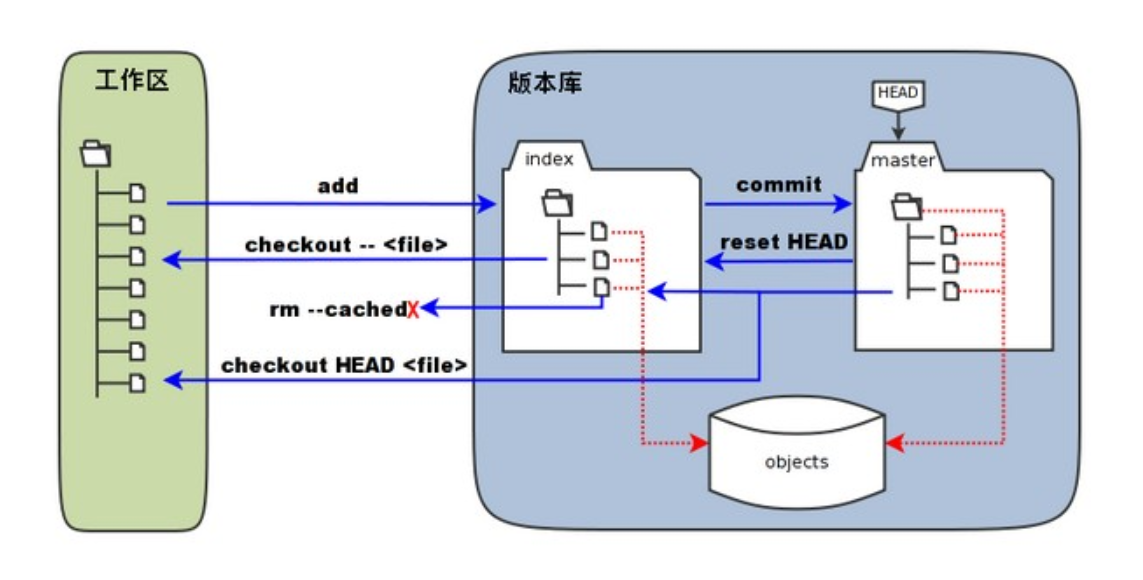 工作区
版本库
HEAD
index
master
add
commit
checkout -- <file>
reset HEAD
rm --cachedX
checkout HEAD <file>
objects